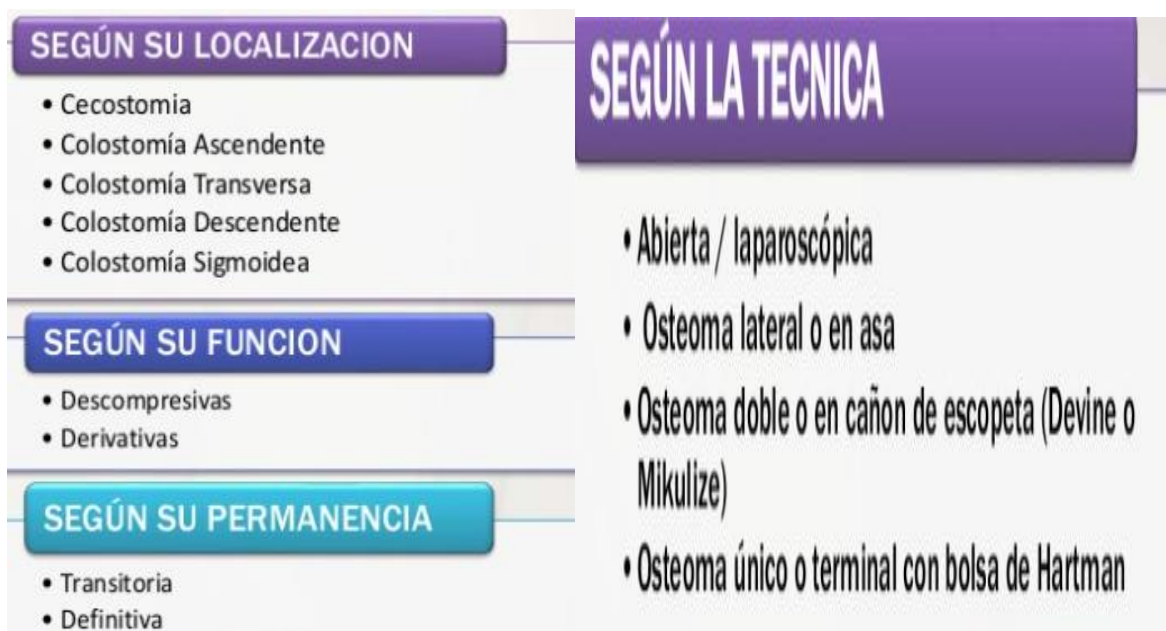 SEGÚN SU LOCALIZACION
• Cecostomia
• Colostomía Ascendente
• Colostomía Transversa
• Colostomía Descendente
• Colostomía Sigmoidea
SEGÚN SU FUNCION
• Descompresivas
• Derivativas
SEGÚN SU PERMANENCIA
• Transitoria
• Definitiva
SEGÚN LA TECNICA
• Abierta / laparoscópica
• Osteoma lateral o en asa
• Osteoma doble o en cañon de escopeta (Devine o
Mikulize)
• Osteoma único o terminal con bolsa de Hartman